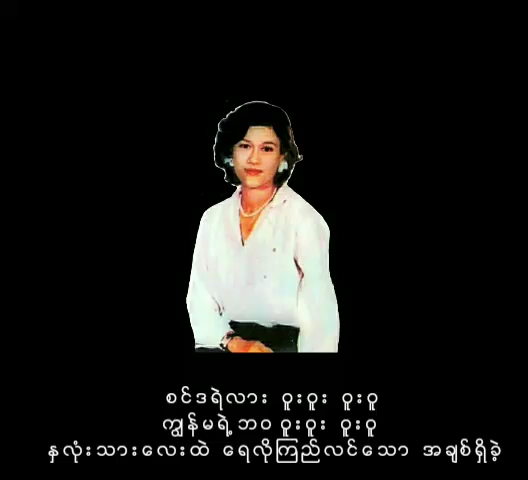 စင်ဒရဲလား ဝူးဝူး ဝူးဝူ
ကျွန်မရဲ့ဘဝ ဝူးဝူး ဝူးဝူ
နှလုံးသားလေးထဲ ရေလိုကြည်လင်သော အချစ်ရှိခဲ့